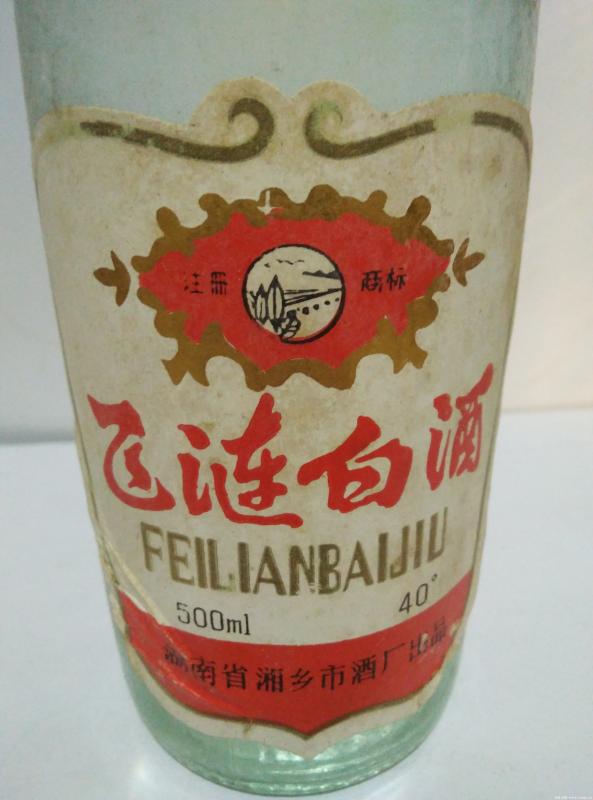 注册 商标
飞涟白酒
FEILIANBAIJIU
500ml 40°
湖南省湘乡市酒厂出品